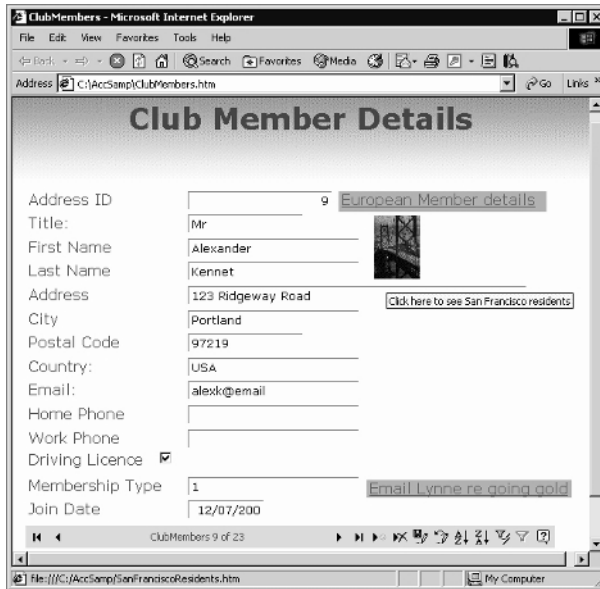 ClubMembers - Microsoft Internet Explorer
File Edit View Favorites Tools Help
Back Search Favorites Media
Address C:\AccSamp\ClubMembers.htm Go Links »
Club Member Details
Address ID 9 European Member details
Title: Mr
First Name Alexander
Last Name Kennet
Address 123 Ridgeway Road
Click here to see San Francisco residents
City Portland
Postal Code 97219
Country: USA
Email: alexk@email
Home Phone
Work Phone
Driving Licence
Membership Type 1 Email Lynne re going gold
Join Date 12/07/200
ClubMembers 9 of 23
file:///C:/AccSamp/SanFranciscoResidents.htm My Computer